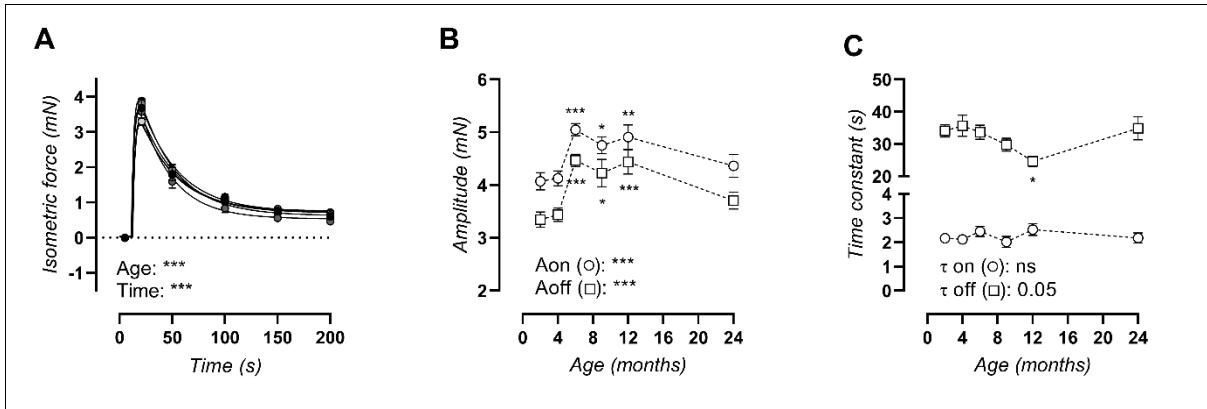 A
Isometric force (mN)
4
3
2
1
0
-1
Age: ***
Time: ***
0 50 100 150 200
Time (s)
B
Amplitude (mN)
6
5
4
3
2
***
*
**
***
*
***
Aon (○): ***
Aoff (□): ***
0 4 8 12 16 20 24
Age (months)
C
Time constant (s)
50
40
30
20
10
5
4
3
2
1
0
*
τ on (○): ns
τ off (□): 0.05
0 4 8 12 16 20 24
Age (months)